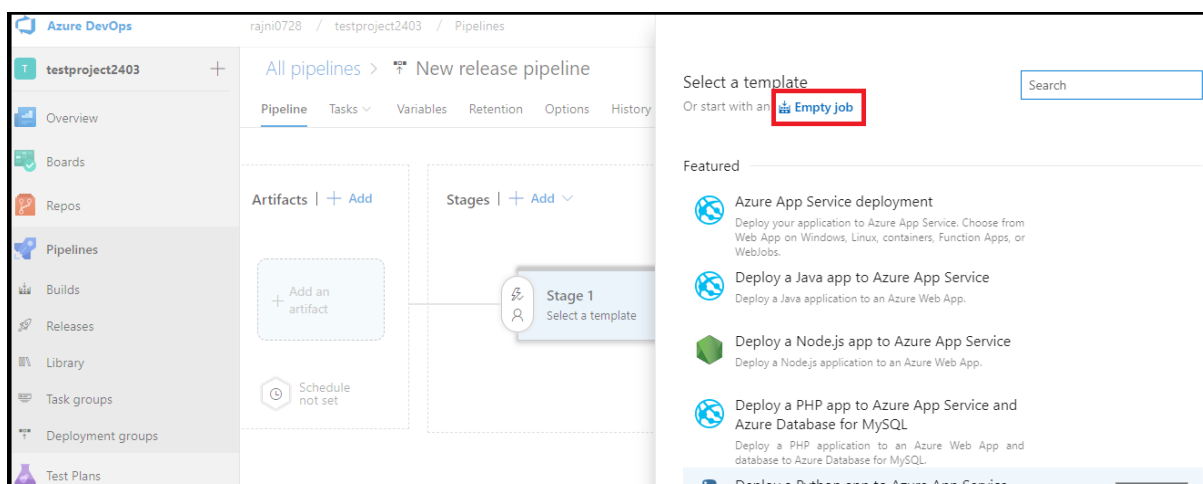 Azure DevOps
rajni0728 / testproject2403 / Pipelines
T testproject2403 +
Overview
Boards
Repos
Pipelines
Builds
Releases
Library
Task groups
Deployment groups
Test Plans
All pipelines > New release pipeline
Pipeline Tasks Variables Retention Options History
Artifacts | + Add
Stages | + Add
+ Add an
artifact
Schedule
not set
Stage 1
Select a template
Select a template
Search
Or start with an Empty job
Featured
Azure App Service deployment
Deploy your application to Azure App Service. Choose from
Web App on Windows, Linux, containers, Function Apps, or
WebJobs.
Deploy a Java app to Azure App Service
Deploy a Java application to an Azure Web App.
Deploy a Node.js app to Azure App Service
Deploy a Node.js application to an Azure Web App.
Deploy a PHP app to Azure App Service and
Azure Database for MySQL
Deploy a PHP application to an Azure Web App and
database to Azure Database for MySQL.
Deploy a Python app to Azure App Service